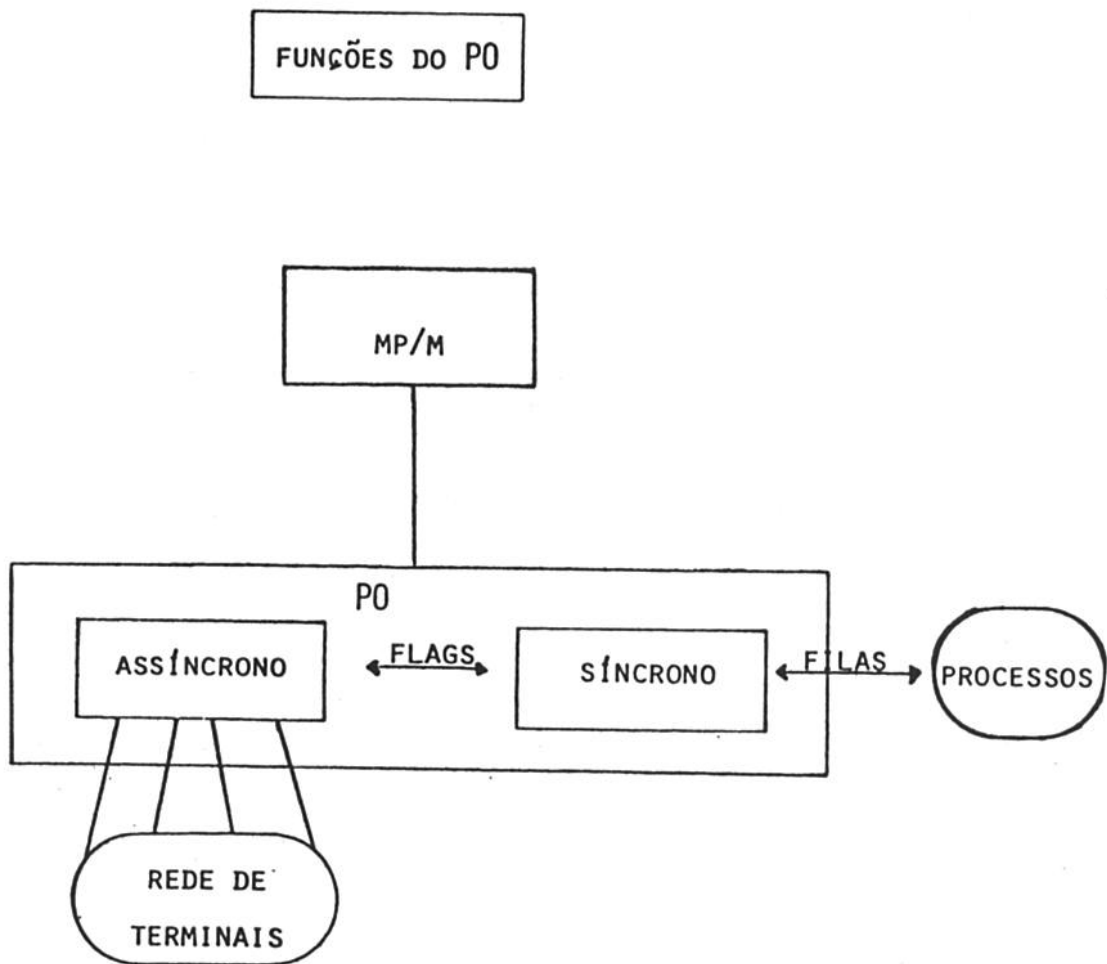 FUNÇÕES DO PO
MP/M
PO
ASSÍNCRONO
FLAGS
SÍNCRONO
FILAS
PROCESSOS
REDE DE
TERMINAIS